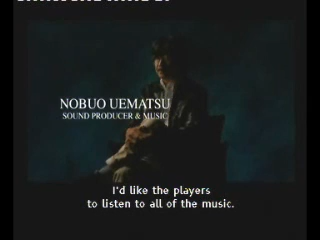 NOBUO UEMATSU
SOUND PRODUCER & MUSIC
I'd like the players
to listen to all of the music.